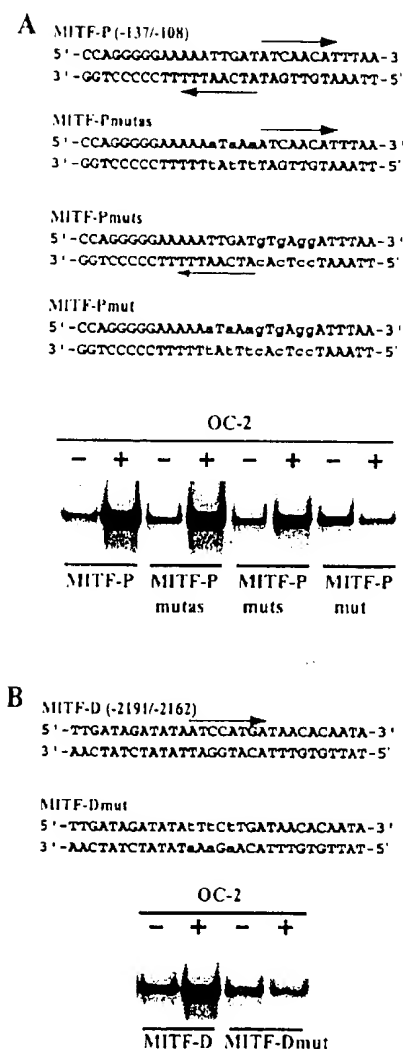 A
MITF-P (-137/-108)
5'-CCAGGGGGAAAAATTGATATCAACATTTAA-3'
3'-GGTCCCCCTTTTTAACTATAGTTGTAAATT-5'
MITF-Pmutas
5'-CCAGGGGGAAAAAaTaAaATCAACATTTAA-3'
3'-GGTCCCCCTTTTTtAtTtTAGTTGTAAATT-5'
MITF-Pmuts
5'-CCAGGGGGAAAAATTGATgTgAggATTTAA-3'
3'-GGTCCCCCTTTTTAACTAcAcTccTAAATT-5'
MITF-Pmut
5'-CCAGGGGGAAAAAaTaAagTgAggATTTAA-3'
3'-GGTCCCCCTTTTTtAtTtcAcTccTAAATT-5'
OC-2
− + − + − + − +
MITF-P MITF-P MITF-P MITF-P
mutas muts mut
B
MITF-D (-2191/-2162)
5'-TTGATAGATATAATCCATGATAACACAATA-3'
3'-AACTATCTATATTAGGTACATTTGTGTTAT-5'
MITF-Dmut
5'-TTGATAGATATAtTtCtTGATAACACAATA-3'
3'-AACTATCTATATaAaGaACATTTGTGTTAT-5'
OC-2
− + − +
MITF-D MITF-Dmut